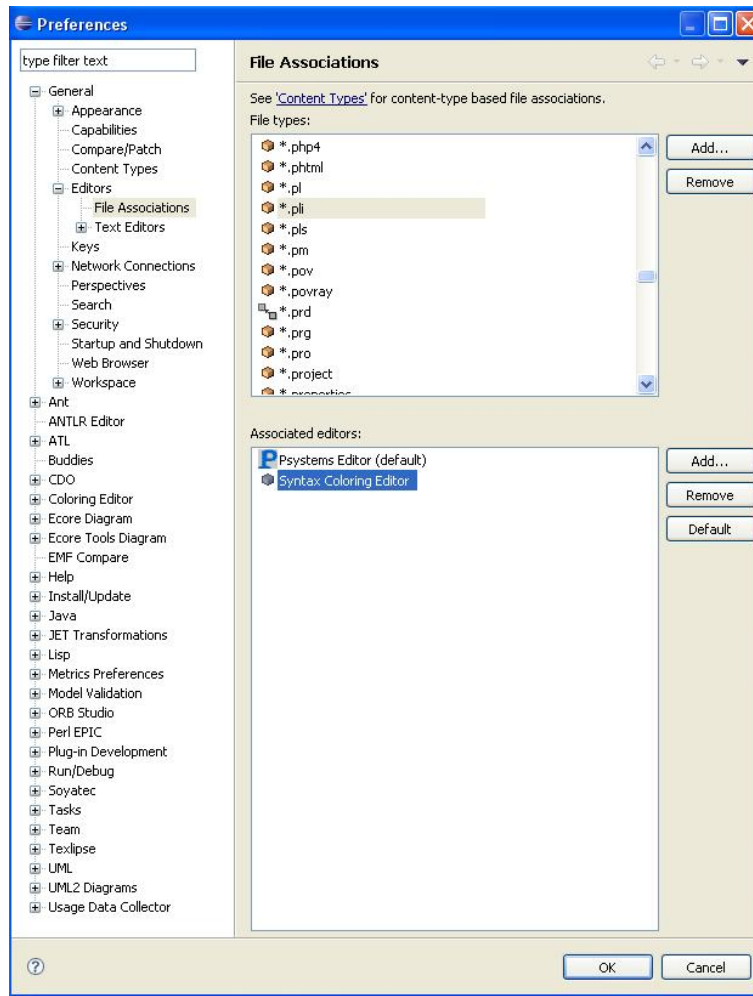 Preferences
type filter text
General
Appearance
Capabilities
Compare/Patch
Content Types
Editors
File Associations
Text Editors
Keys
Network Connections
Perspectives
Search
Security
Startup and Shutdown
Web Browser
Workspace
Ant
ANTLR Editor
ATL
Buddies
CDO
Coloring Editor
Ecore Diagram
Ecore Tools Diagram
EMF Compare
Help
Install/Update
Java
JET Transformations
Lisp
Metrics Preferences
Model Validation
ORB Studio
Perl EPIC
Plug-in Development
Run/Debug
Soyatec
Tasks
Team
Texlipse
UML
UML2 Diagrams
Usage Data Collector
File Associations
See 'Content Types' for content-type based file associations.
File types:
*.php4
*.phtml
*.pl
*.pli
*.pls
*.pm
*.pov
*.povray
*.prd
*.prg
*.pro
*.project
*.properties
Add...
Remove
Associated editors:
Psystems Editor (default)
Syntax Coloring Editor
Add...
Remove
Default
OK
Cancel